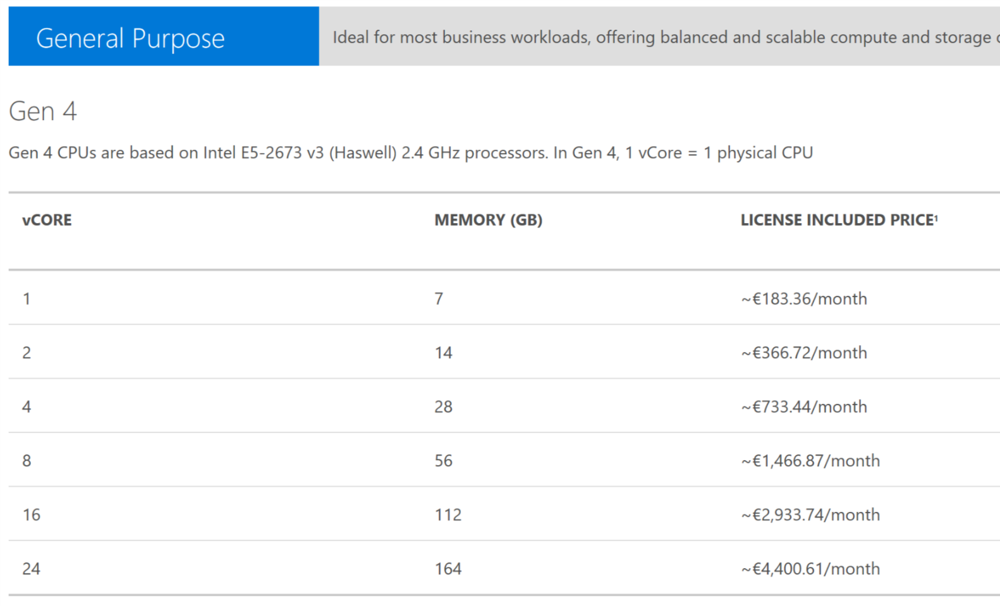 General Purpose
Ideal for most business workloads, offering balanced and scalable compute and storage
Gen 4
Gen 4 CPUs are based on Intel E5-2673 v3 (Haswell) 2.4 GHz processors. In Gen 4, 1 vCore = 1 physical CPU
vCORE MEMORY (GB) LICENSE INCLUDED PRICE¹
1 7 ~€183.36/month
2 14 ~€366.72/month
4 28 ~€733.44/month
8 56 ~€1,466.87/month
16 112 ~€2,933.74/month
24 164 ~€4,400.61/month